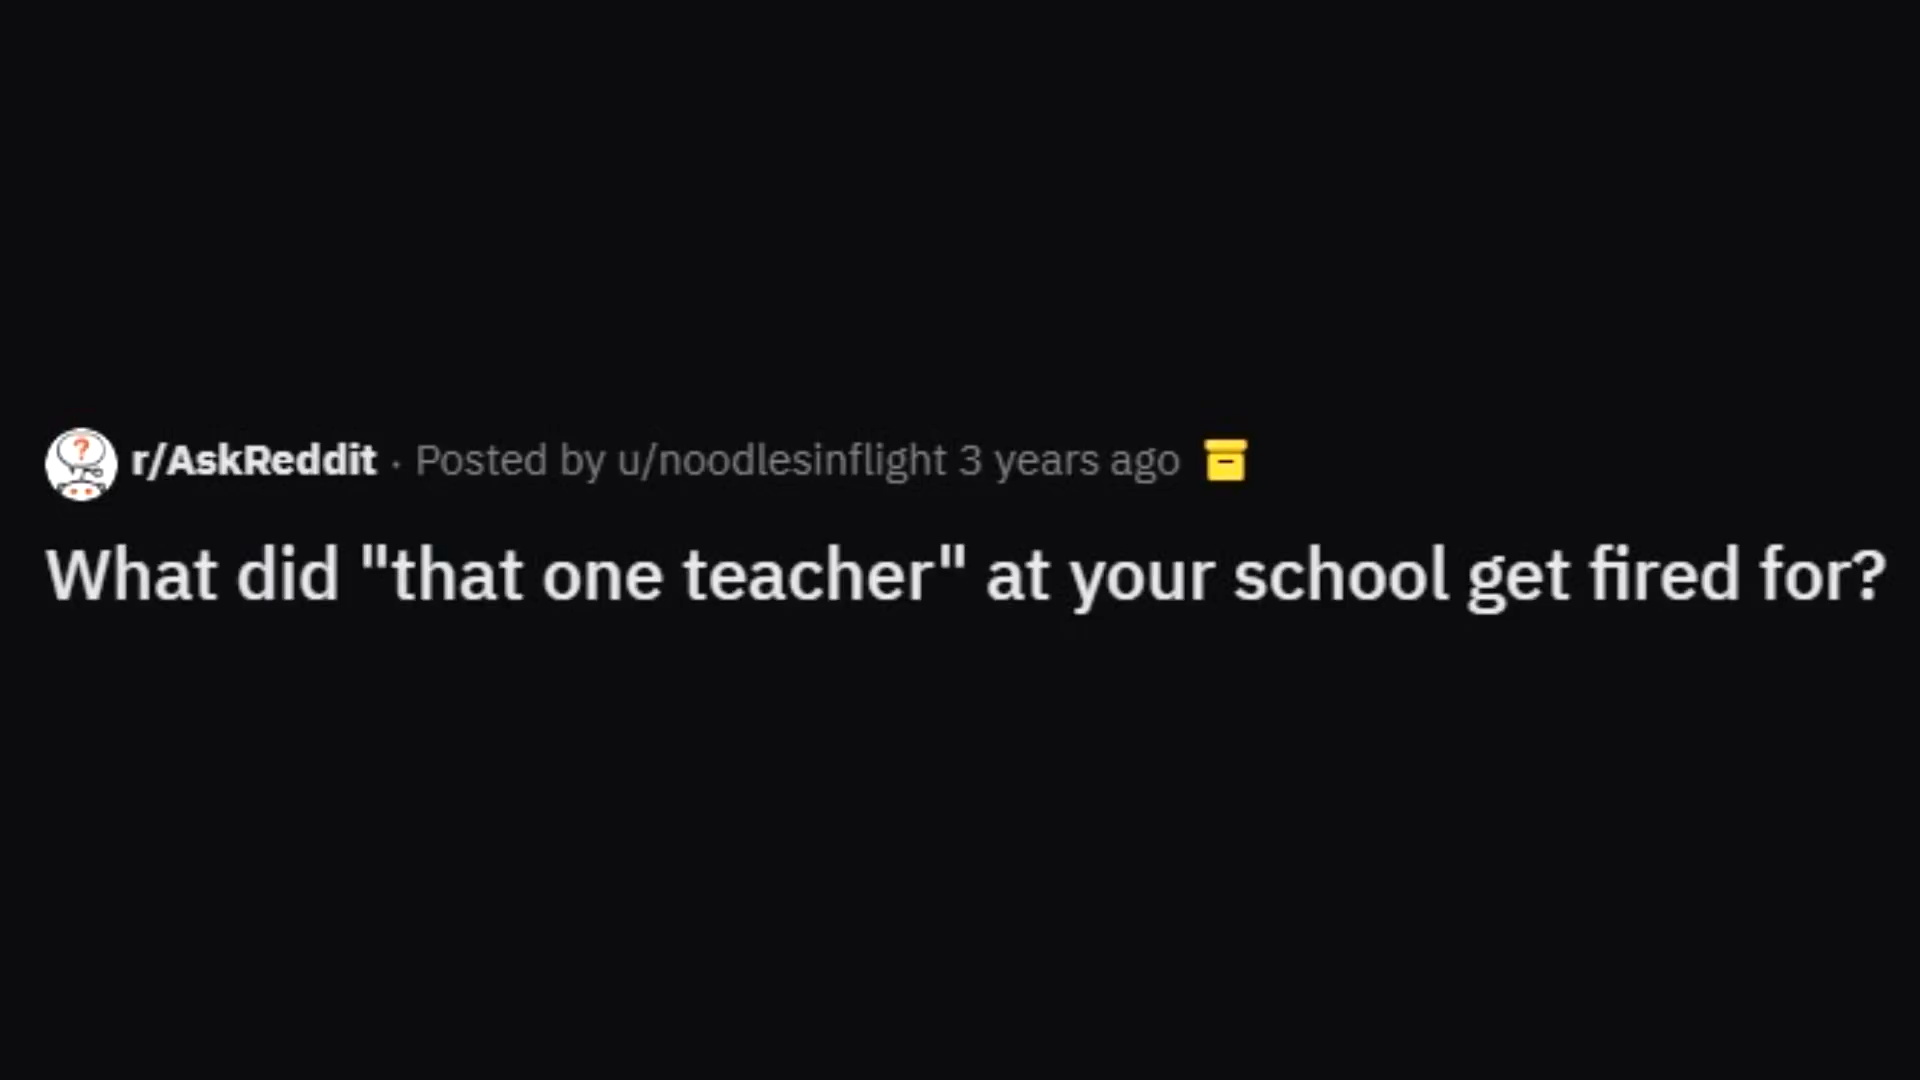 r/AskReddit · Posted by u/noodlesinflight 3 years ago
What did "that one teacher" at your school get fired for?